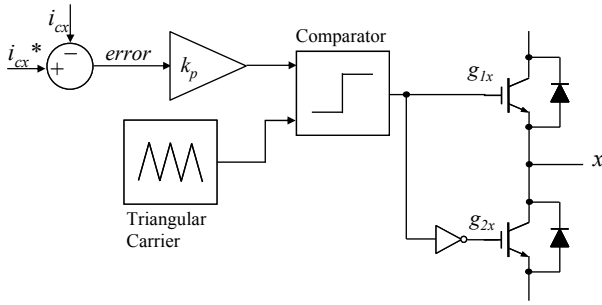 i_cx
i_cx*
−
+
error
k_p
Comparator
Triangular
Carrier
g_1x
g_2x
x